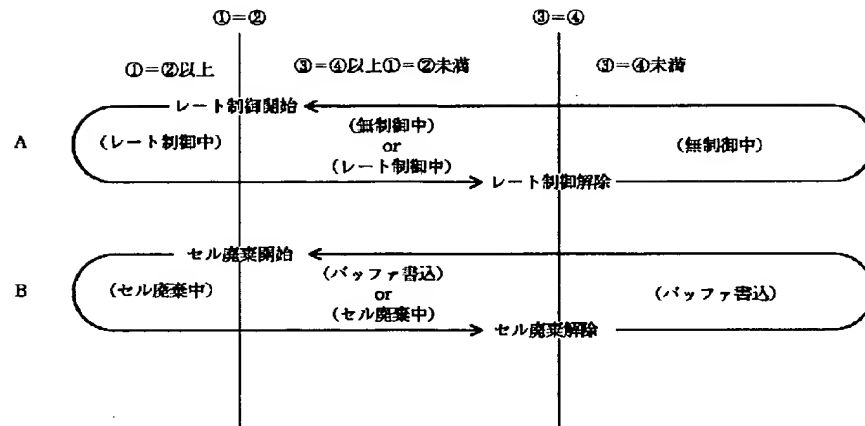 ①=② ③=④
①=②以上 ③=④以上①=②未満 ③=④未満
レート制御開始
A (レート制御中) (無制御中) (無制御中)
or
(レート制御中)
レート制御解除
セル廃棄開始
B (セル廃棄中) (バッファ書込) (バッファ書込)
or
(セル廃棄中)
セル廃棄解除